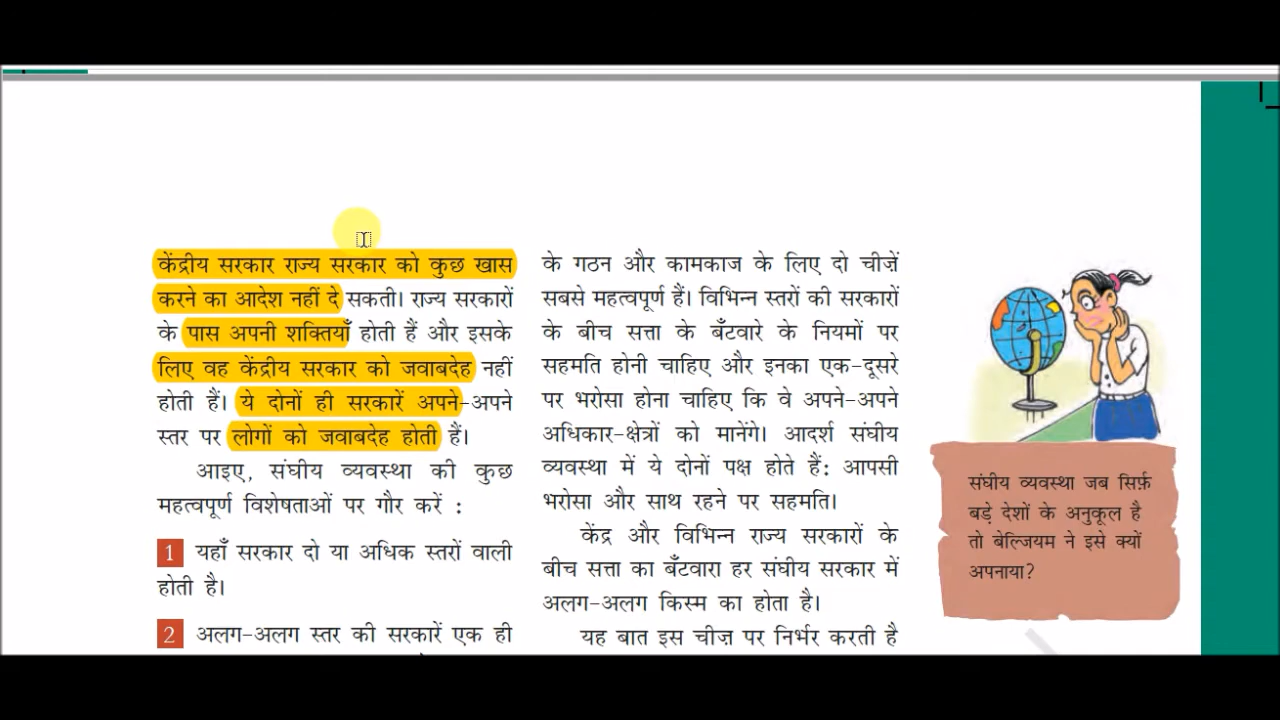 केंद्रीय सरकार राज्य सरकार को कुछ खास
करने का आदेश नहीं दे सकती। राज्य सरकारों
के पास अपनी शक्तियाँ होती हैं और इसके
लिए वह केंद्रीय सरकार को जवाबदेह नहीं
होती हैं। ये दोनों ही सरकारें अपने-अपने
स्तर पर लोगों को जवाबदेह होती हैं।
आइए, संघीय व्यवस्था की कुछ
महत्वपूर्ण विशेषताओं पर गौर करें :
1 यहाँ सरकार दो या अधिक स्तरों वाली
होती है।
2 अलग-अलग स्तर की सरकारें एक ही
के गठन और कामकाज के लिए दो चीज़ें
सबसे महत्वपूर्ण हैं। विभिन्न स्तरों की सरकारों
के बीच सत्ता के बँटवारे के नियमों पर
सहमति होनी चाहिए और इनका एक-दूसरे
पर भरोसा होना चाहिए कि वे अपने-अपने
अधिकार-क्षेत्रों को मानेंगे। आदर्श संघीय
व्यवस्था में ये दोनों पक्ष होते हैं: आपसी
भरोसा और साथ रहने पर सहमति।
केंद्र और विभिन्न राज्य सरकारों के
बीच सत्ता का बँटवारा हर संघीय सरकार में
अलग-अलग किस्म का होता है।
यह बात इस चीज़ पर निर्भर करती है
संघीय व्यवस्था जब सिर्फ़
बड़े देशों के अनुकूल है
तो बेल्जियम ने इसे क्यों
अपनाया?